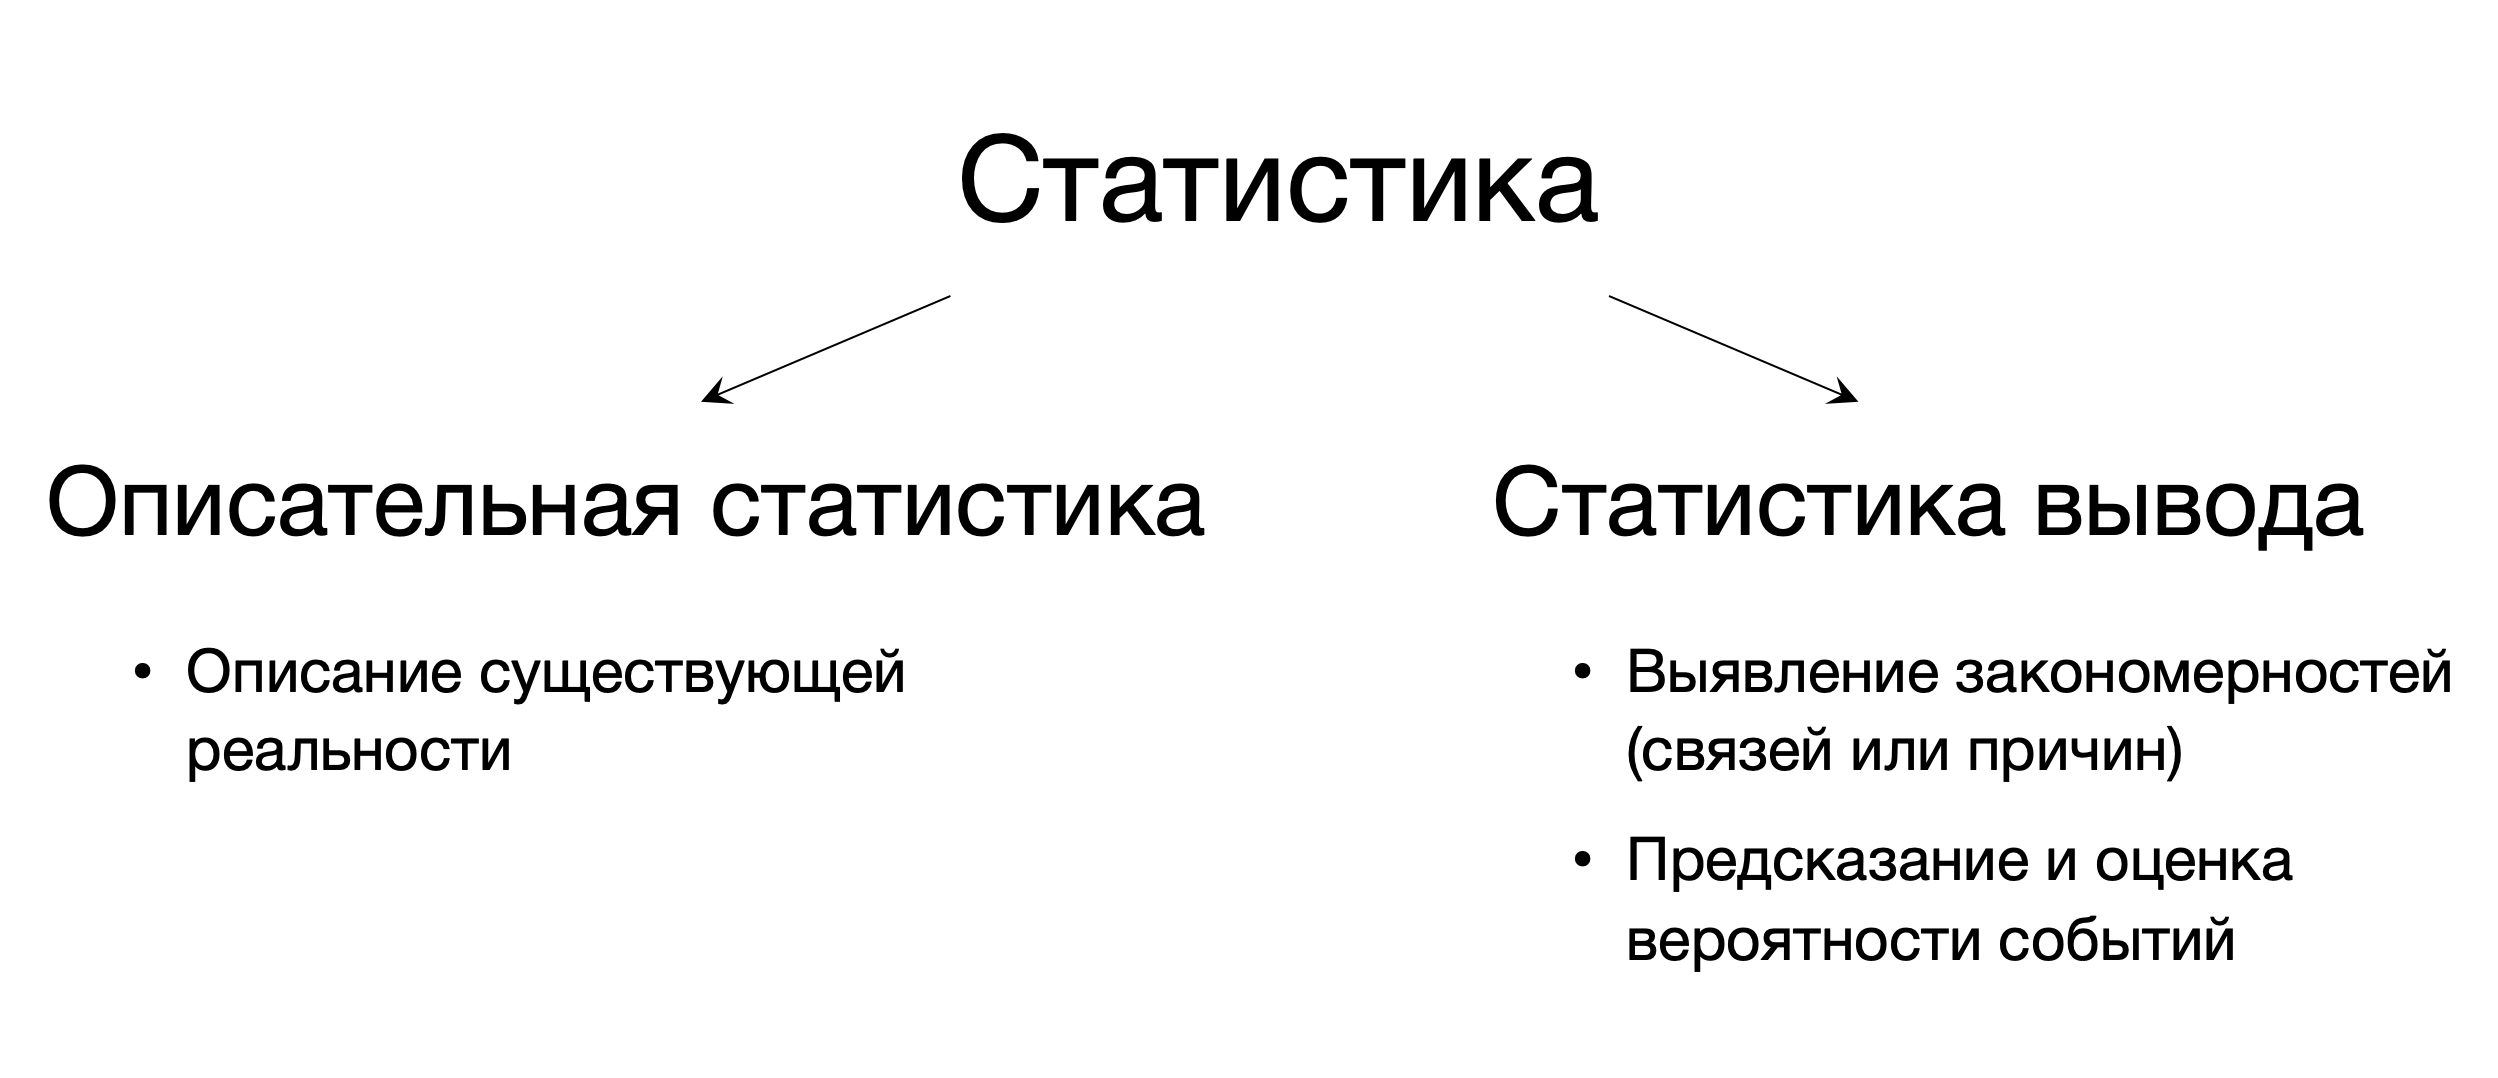 Статистика
Описательная статистика
• Описание существующей
реальности
Статистика вывода
• Выявление закономерностей
(связей или причин)
• Предсказание и оценка
вероятности событий